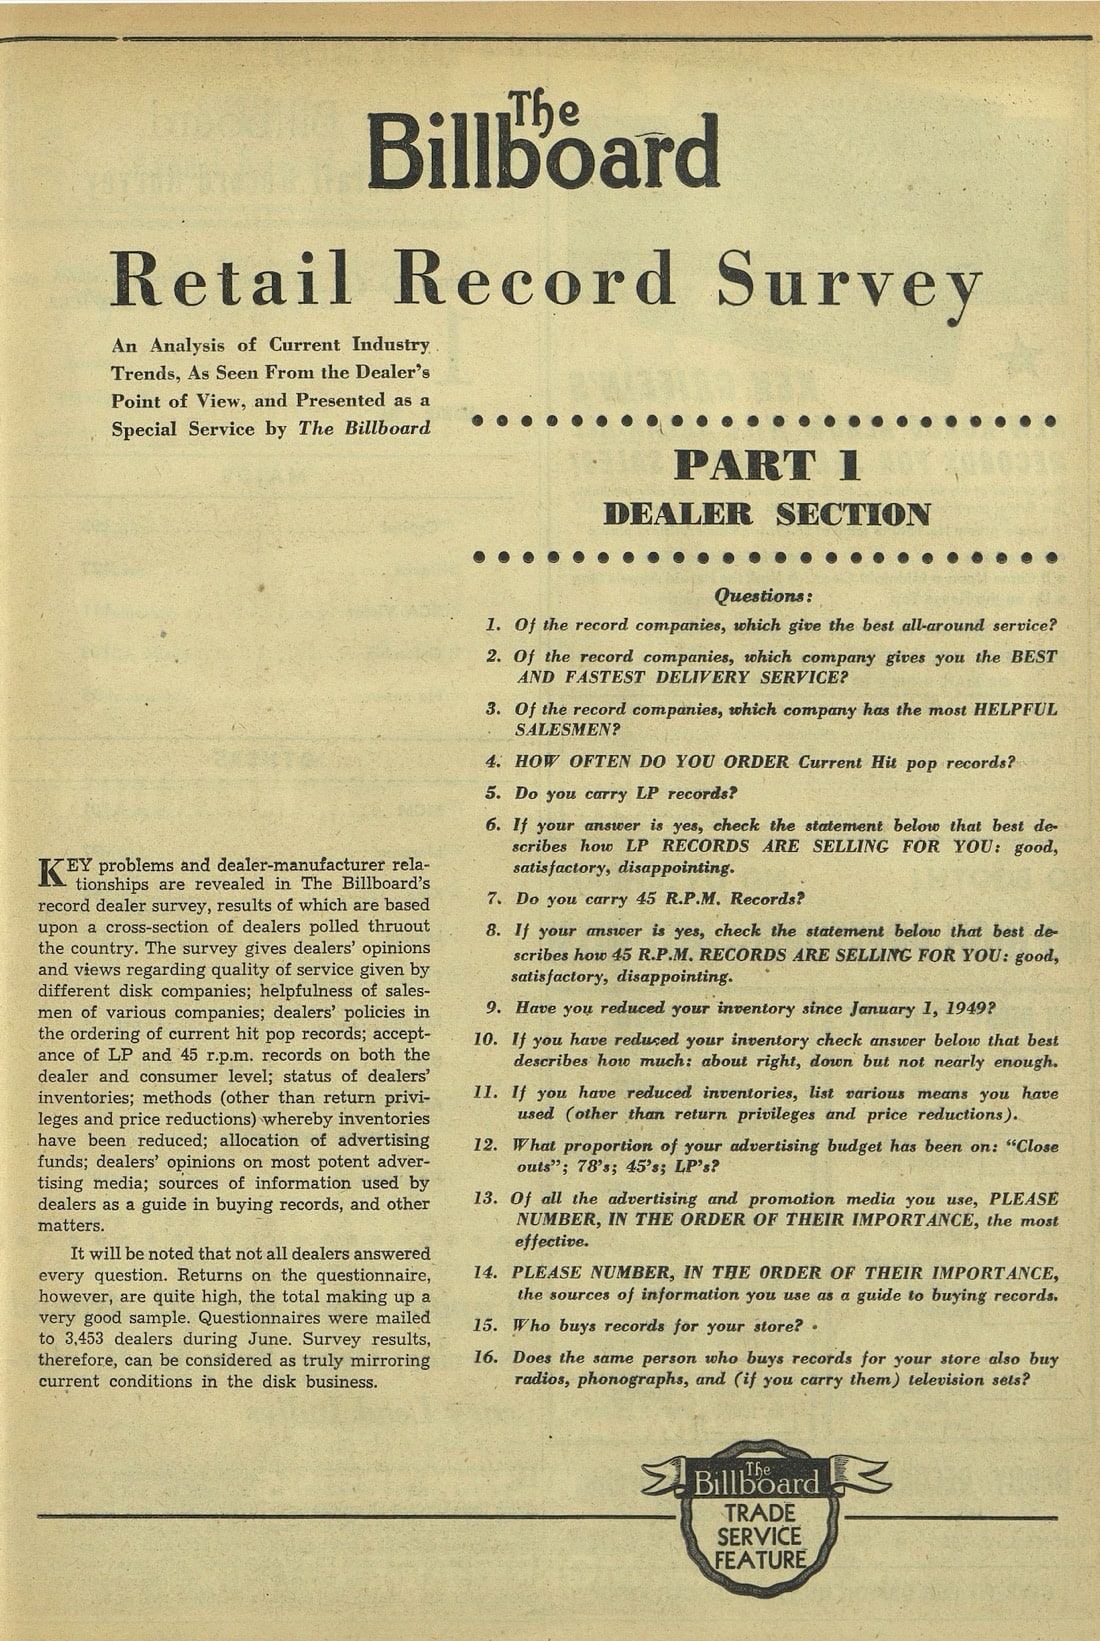 The
Billboard
Retail Record Survey
An Analysis of Current Industry
Trends, As Seen From the Dealer's
Point of View, and Presented as a
Special Service by The Billboard
PART 1
DEALER SECTION
KEY problems and dealer-manufacturer rela-
tionships are revealed in The Billboard's
record dealer survey, results of which are based
upon a cross-section of dealers polled thruout
the country. The survey gives dealers' opinions
and views regarding quality of service given by
different disk companies; helpfulness of sales-
men of various companies; dealers' policies in
the ordering of current hit pop records; accept-
ance of LP and 45 r.p.m. records on both the
dealer and consumer level; status of dealers'
inventories; methods (other than return privi-
leges and price reductions) whereby inventories
have been reduced; allocation of advertising
funds; dealers' opinions on most potent adver-
tising media; sources of information used by
dealers as a guide in buying records, and other
matters.
It will be noted that not all dealers answered
every question. Returns on the questionnaire,
however, are quite high, the total making up a
very good sample. Questionnaires were mailed
to 3,453 dealers during June. Survey results,
therefore, can be considered as truly mirroring
current conditions in the disk business.
Questions:
1. Of the record companies, which give the best all-around service?
2. Of the record companies, which company gives you the BEST
AND FASTEST DELIVERY SERVICE?
3. Of the record companies, which company has the most HELPFUL
SALESMEN?
4. HOW OFTEN DO YOU ORDER Current Hit pop records?
5. Do you carry LP records?
6. If your answer is yes, check the statement below that best de-
scribes how LP RECORDS ARE SELLING FOR YOU: good,
satisfactory, disappointing.
7. Do you carry 45 R.P.M. Records?
8. If your answer is yes, check the statement below that best de-
scribes how 45 R.P.M. RECORDS ARE SELLING FOR YOU: good,
satisfactory, disappointing.
9. Have you reduced your inventory since January 1, 1949?
10. If you have reduced your inventory check answer below that best
describes how much: about right, down but not nearly enough.
11. If you have reduced inventories, list various means you have
used (other than return privileges and price reductions).
12. What proportion of your advertising budget has been on: "Close
outs"; 78's; 45's; LP's?
13. Of all the advertising and promotion media you use, PLEASE
NUMBER, IN THE ORDER OF THEIR IMPORTANCE, the most
effective.
14. PLEASE NUMBER, IN THE ORDER OF THEIR IMPORTANCE,
the sources of information you use as a guide to buying records.
15. Who buys records for your store?
16. Does the same person who buys records for your store also buy
radios, phonographs, and (if you carry them) television sets?
The
Billboard
TRADE
SERVICE
FEATURE